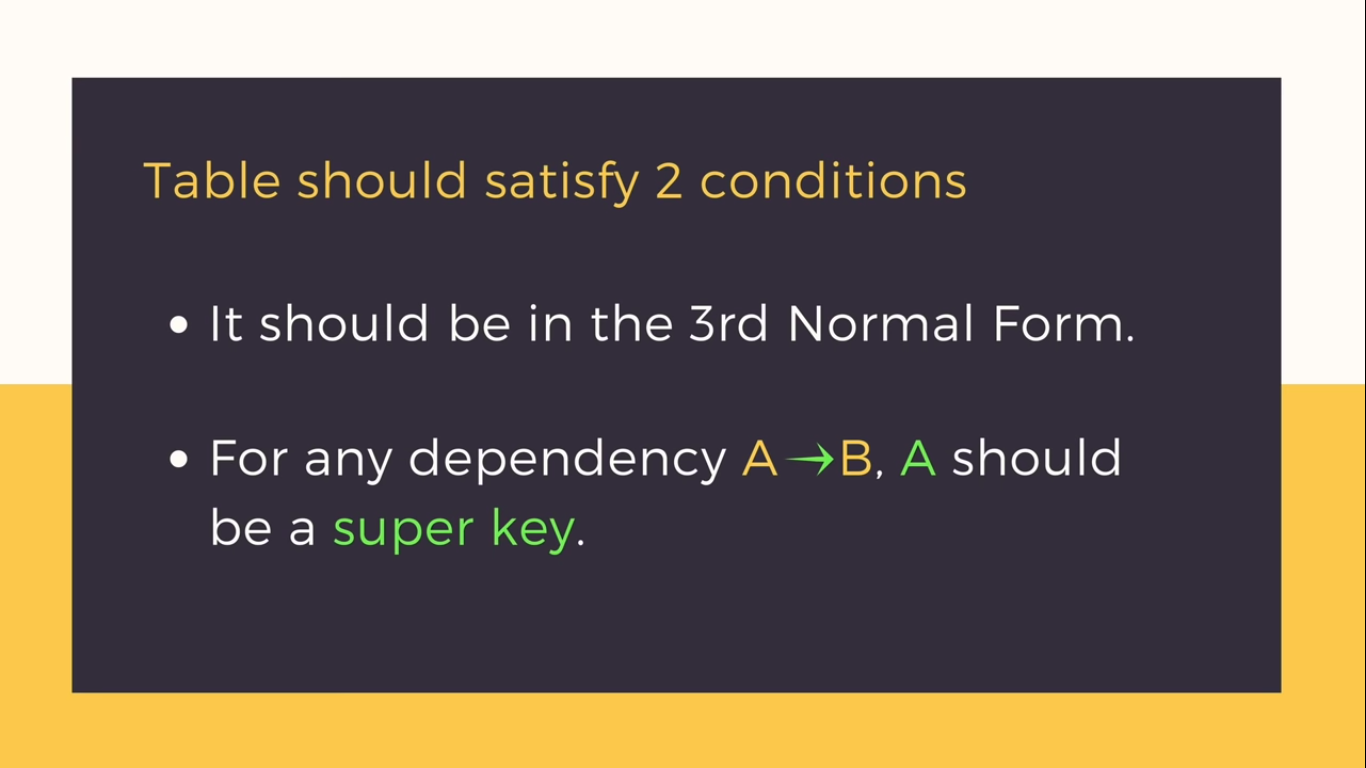 Table should satisfy 2 conditions
• It should be in the 3rd Normal Form.
• For any dependency A→B, A should
be a super key.